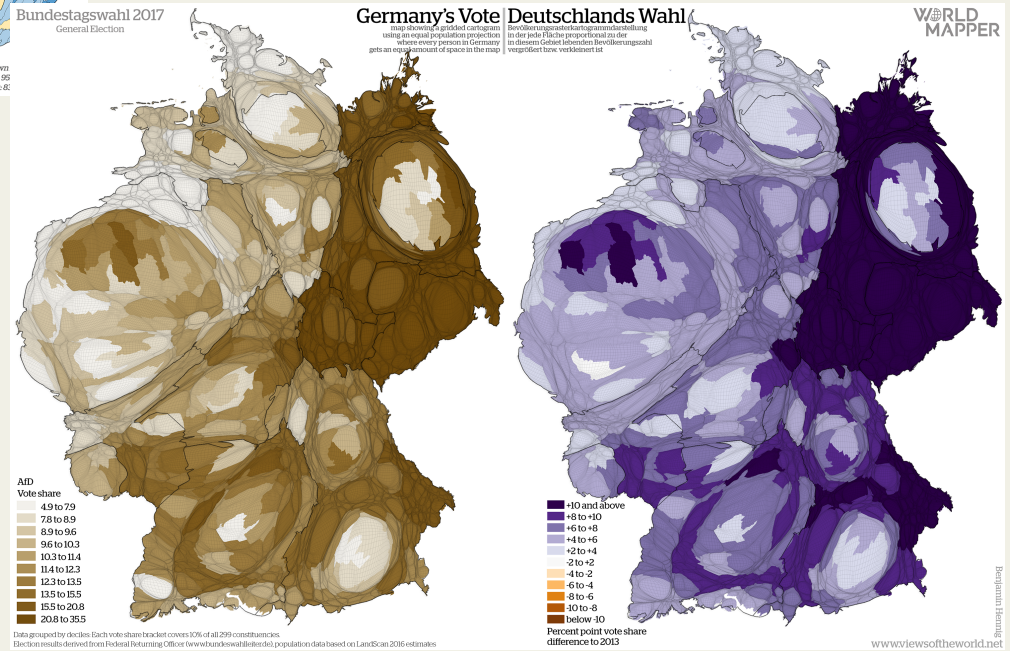 Bundestagswahl 2017
General Election
Germany's Vote
map showing a gridded cartogram
using an equal population projection
where every person in Germany
gets an equal amount of space in the map
Deutschlands Wahl
Bevölkerungsrasterkartogrammdarstellung
in der jede Fläche proportional zu der
in diesem Gebiet lebenden Bevölkerungszahl
vergrößert bzw. verkleinert ist
WORLD
MAPPER
95
AfD
Vote share
4.9 to 7.9
7.8 to 8.9
8.9 to 9.6
9.6 to 10.3
10.3 to 11.4
11.4 to 12.3
12.3 to 13.5
13.5 to 15.5
15.5 to 20.8
20.8 to 35.5
+10 and above
+8 to +10
+6 to +8
+4 to +6
+2 to +4
-2 to +2
-4 to -2
-6 to -4
-8 to -6
-10 to -8
below -10
Percent point vote share
difference to 2013
Data grouped by deciles: Each vote share bracket covers 10% of all 299 constituencies.
Election results derived from Federal Returning Officer (www.bundeswahlleiter.de), population data based on LandScan 2016 estimates
Benjamin Hennig
www.viewsoftheworld.net